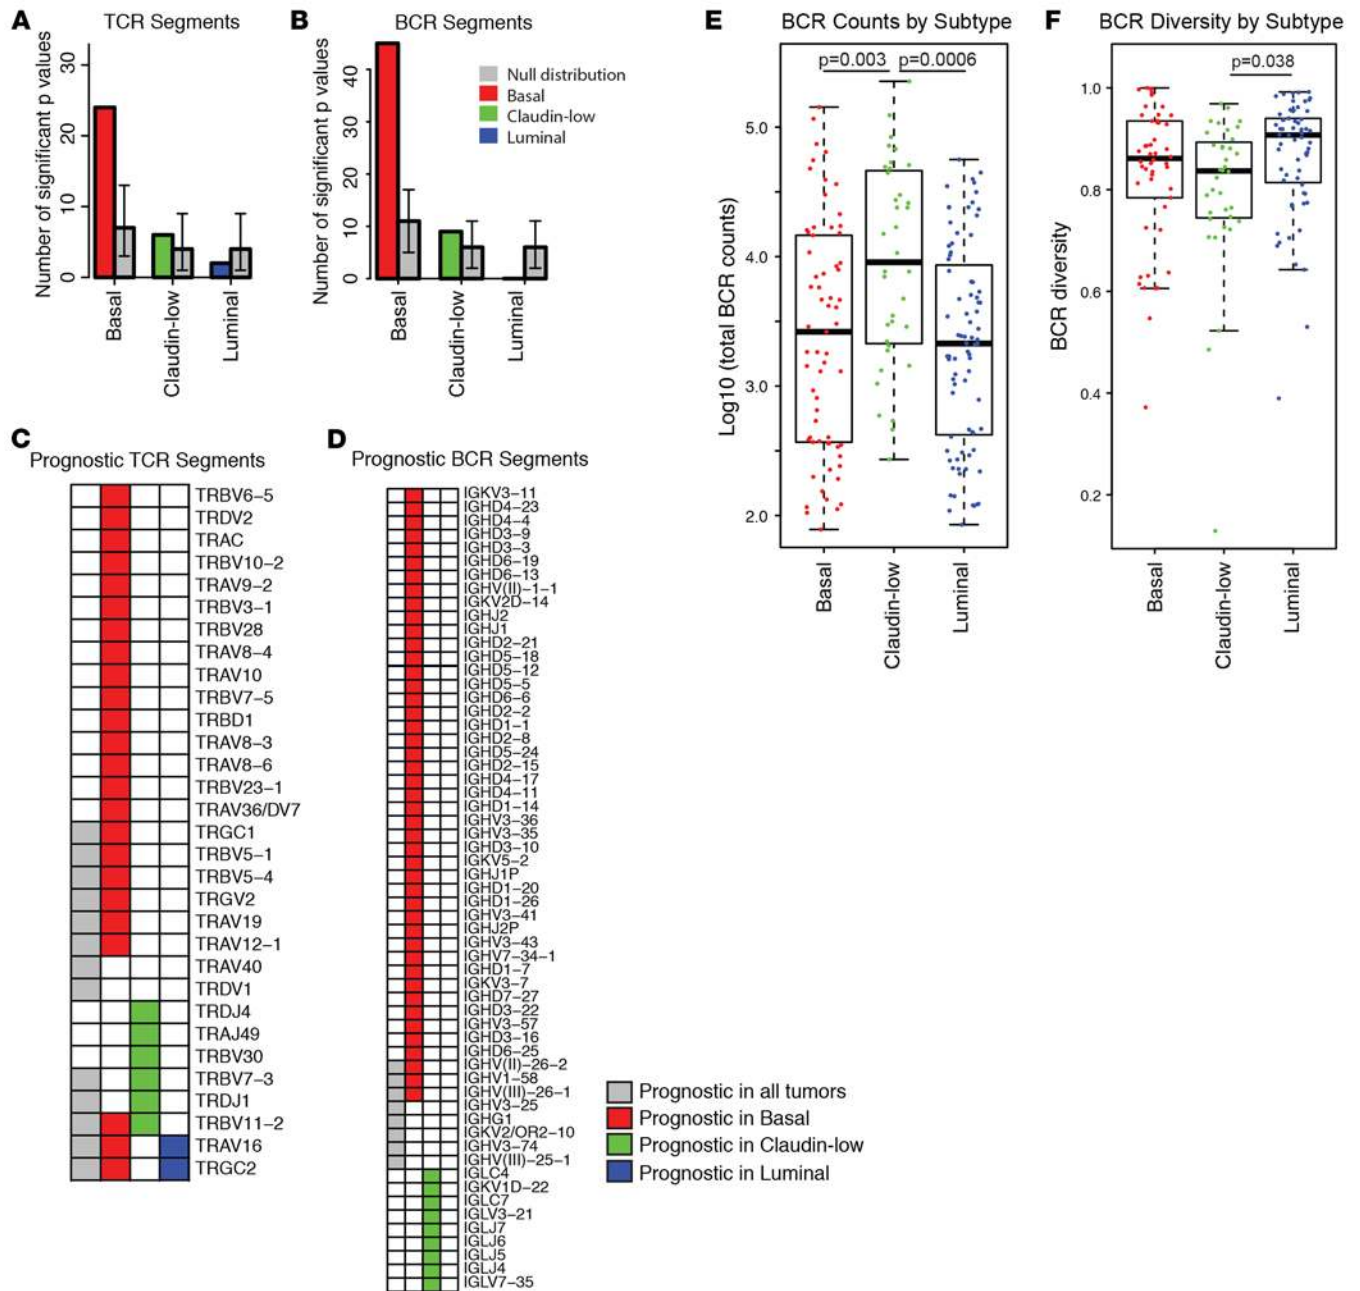 A
TCR Segments
Number of significant p values
30
20
10
0
Basal
Claudin-low
Luminal
B
BCR Segments
Number of significant p values
40
30
20
10
0
Null distribution
Basal
Claudin-low
Luminal
Basal
Claudin-low
Luminal
C
Prognostic TCR Segments
TRBV6-5
TRDV2
TRAC
TRBV10-2
TRAV9-2
TRBV3-1
TRBV28
TRAV8-4
TRAV10
TRBV7-5
TRBD1
TRAV8-3
TRAV8-6
TRBV23-1
TRAV36/DV7
TRGC1
TRBV5-1
TRBV5-4
TRGV2
TRAV19
TRAV12-1
TRAV40
TRDV1
TRDJ4
TRAJ49
TRBV30
TRBV7-3
TRDJ1
TRBV11-2
TRAV16
TRGC2
D
Prognostic BCR Segments
IGKV3-11
IGHD4-23
IGHD4-4
IGHD3-9
IGHD3-3
IGHD6-19
IGHD6-13
IGHV(II)-1-1
IGKV2D-14
IGHJ2
IGHJ1
IGHD2-21
IGHD5-18
IGHD5-12
IGHD5-5
IGHD6-6
IGHD2-2
IGHD1-1
IGHD2-8
IGHD5-24
IGHD2-15
IGHD4-17
IGHD4-11
IGHD1-14
IGHV3-36
IGHV3-35
IGHD3-10
IGKV5-2
IGHJ1P
IGHD1-20
IGHD1-26
IGHV3-41
IGHJ2P
IGHV3-43
IGHV7-34-1
IGHD1-7
IGKV3-7
IGHD7-27
IGHD3-22
IGHV3-57
IGHD3-16
IGHD6-25
IGHV(II)-26-2
IGHV1-58
IGHV(III)-26-1
IGHV3-25
IGHG1
IGKV2/OR2-10
IGHV3-74
IGHV(III)-25-1
IGLC4
IGKV1D-22
IGLC7
IGLV3-21
IGLJ7
IGLJ6
IGLJ5
IGLJ4
IGLV7-35
Prognostic in all tumors
Prognostic in Basal
Prognostic in Claudin-low
Prognostic in Luminal
E
BCR Counts by Subtype
p=0.003
p=0.0006
Log10 (total BCR counts)
5.0
4.0
3.0
2.0
Basal
Claudin-low
Luminal
F
BCR Diversity by Subtype
p=0.038
BCR diversity
1.0
0.8
0.6
0.4
0.2
Basal
Claudin-low
Luminal